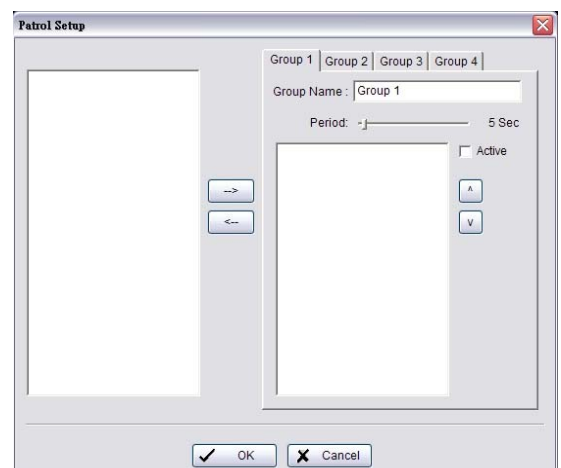 Patrol Setup
Group 1 Group 2 Group 3 Group 4
Group Name : Group 1
Period: 5 Sec
Active
-->
^
<--
v
OK Cancel